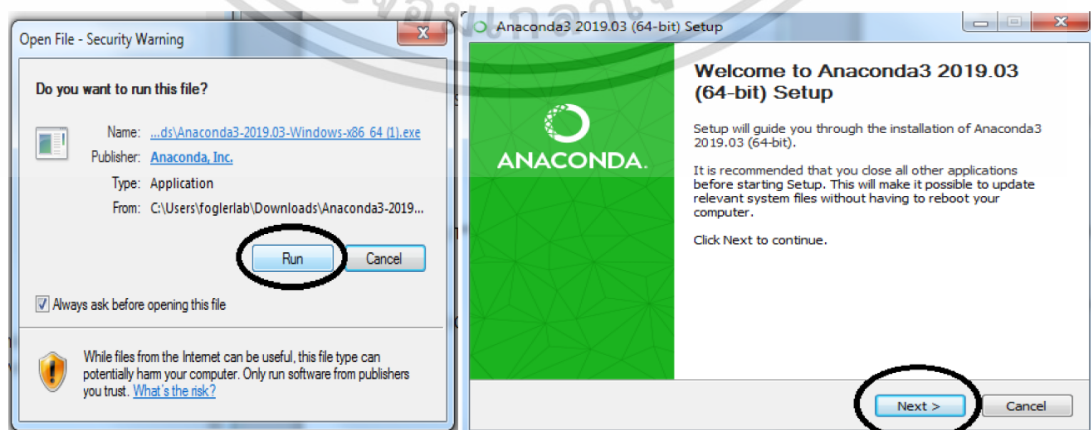 Open File - Security Warning
Do you want to run this file?
Name: ...ds\Anaconda3-2019.03-Windows-x86_64 (1).exe
Publisher: Anaconda, Inc.
Type: Application
From: C:\Users\foglerlab\Downloads\Anaconda3-2019...
Run Cancel
Always ask before opening this file
While files from the Internet can be useful, this file type can
potentially harm your computer. Only run software from publishers
you trust. What's the risk?
Anaconda3 2019.03 (64-bit) Setup
ANACONDA.
Welcome to Anaconda3 2019.03
(64-bit) Setup
Setup will guide you through the installation of Anaconda3
2019.03 (64-bit).
It is recommended that you close all other applications
before starting Setup. This will make it possible to update
relevant system files without having to reboot your
computer.
Click Next to continue.
Next > Cancel